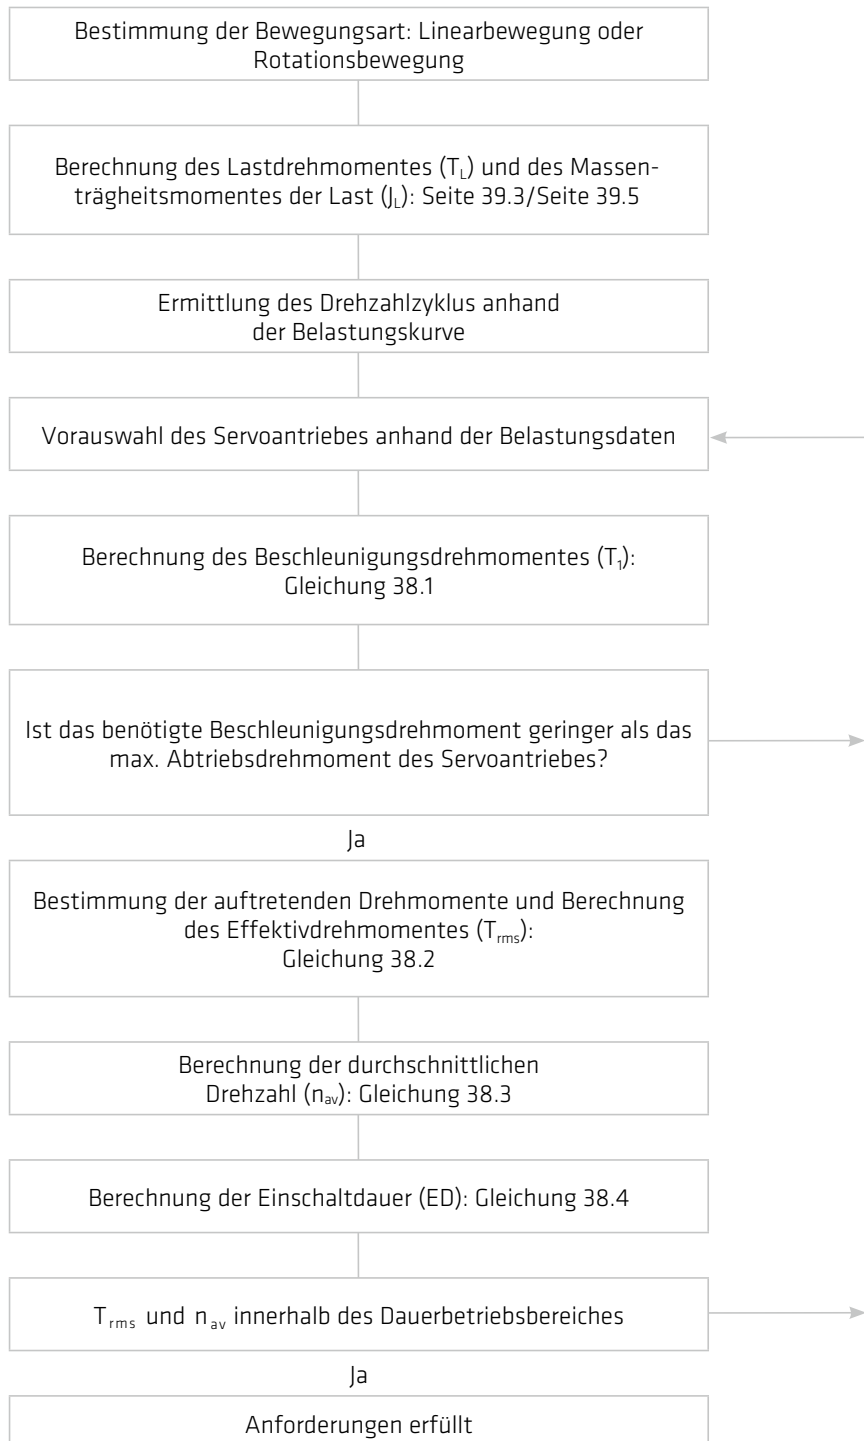 Bestimmung der Bewegungsart: Linearbewegung oder
Rotationsbewegung
Berechnung des Lastdrehmomentes (T_L) und des Massen-
trägheitsmomentes der Last (J_L): Seite 39.3/Seite 39.5
Ermittlung des Drehzahlzyklus anhand
der Belastungskurve
Vorauswahl des Servoantriebes anhand der Belastungsdaten
Berechnung des Beschleunigungsdrehmomentes (T₁):
Gleichung 38.1
Ist das benötigte Beschleunigungsdrehmoment geringer als das
max. Abtriebsdrehmoment des Servoantriebes?
Ja
Bestimmung der auftretenden Drehmomente und Berechnung
des Effektivdrehmomentes (T_rms):
Gleichung 38.2
Berechnung der durchschnittlichen
Drehzahl (n_av): Gleichung 38.3
Berechnung der Einschaltdauer (ED): Gleichung 38.4
T_rms und n_av innerhalb des Dauerbetriebsbereiches
Ja
Anforderungen erfüllt